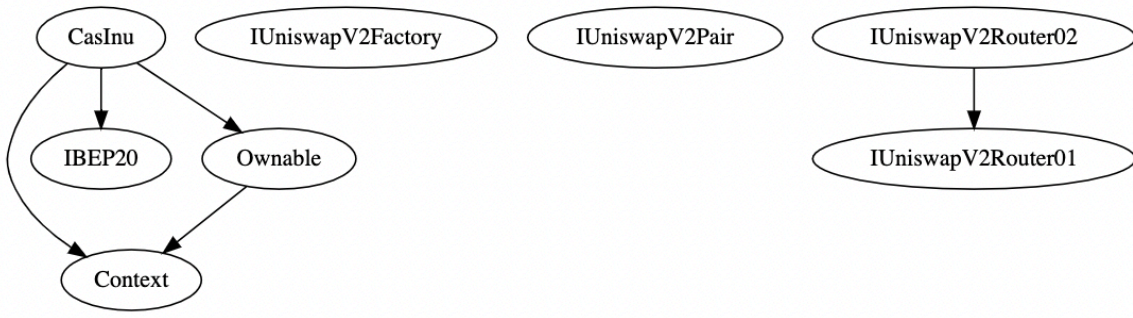 CasInu
IUniswapV2Factory
IUniswapV2Pair
IUniswapV2Router02
IBEP20
Ownable
IUniswapV2Router01
Context